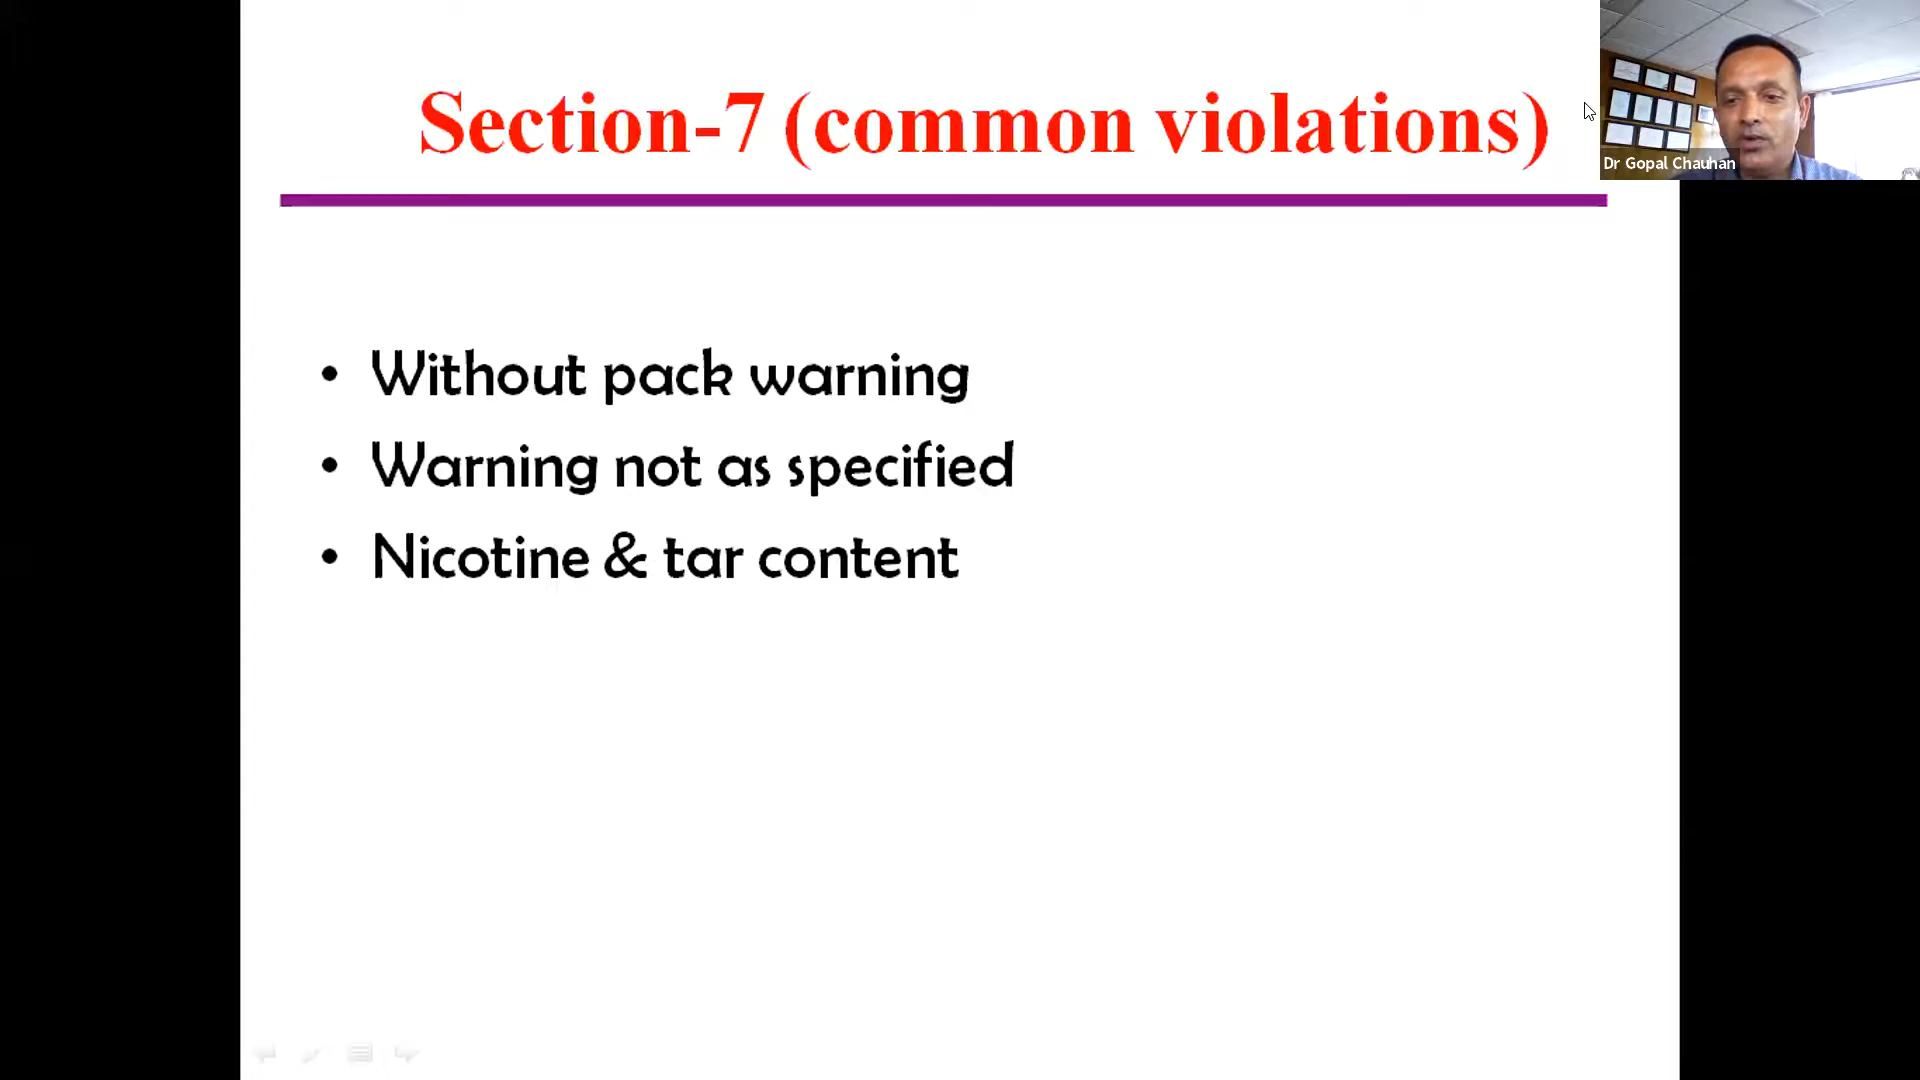 Section-7 (common violations)
Dr Gopal Chauhan
• Without pack warning
• Warning not as specified
• Nicotine & tar content